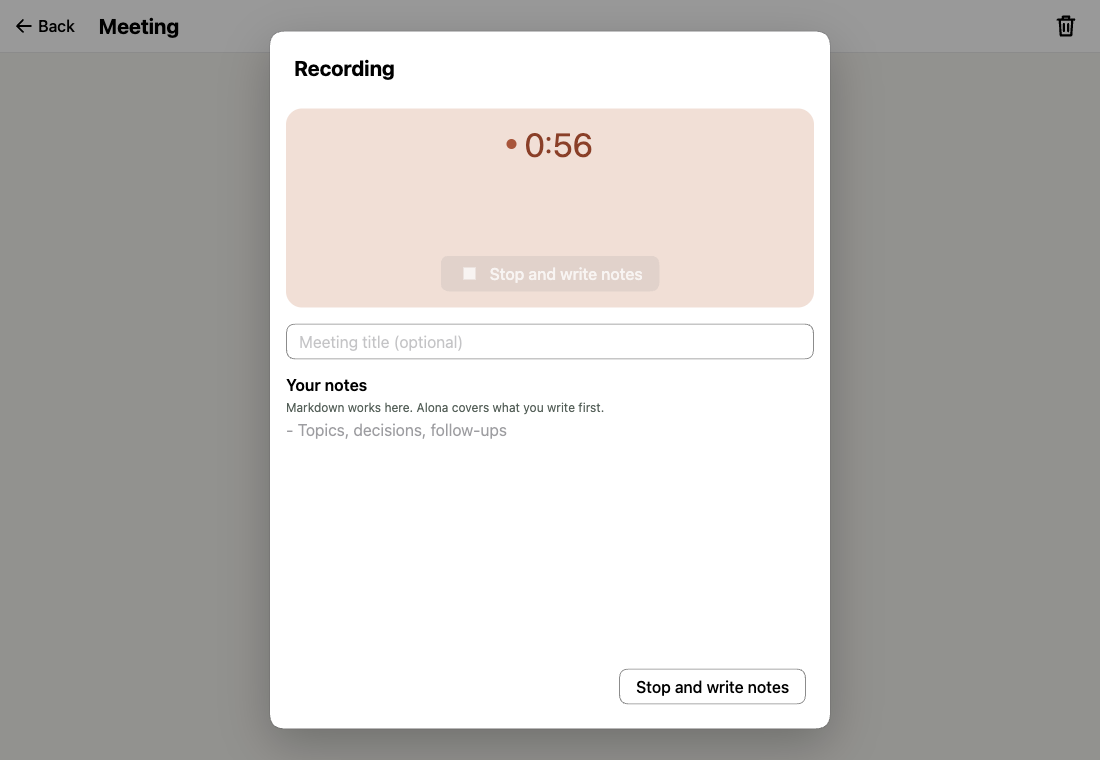 Back
Meeting
Recording
0:56
Stop and write notes
Meeting title (optional)
Your notes
Markdown works here. Alona covers what you write first.
- Topics, decisions, follow-ups
Stop and write notes